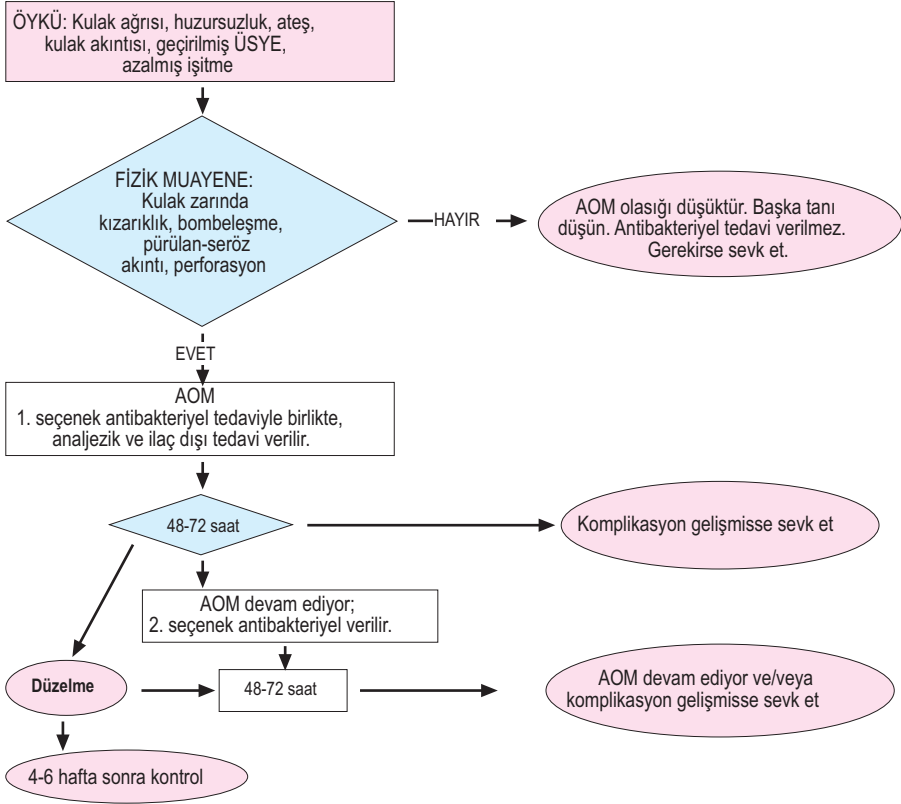 ÖYKÜ: Kulak ağrısı, huzursuzluk, ateş,
kulak akıntısı, geçirilmiş ÜSYE,
azalmış işitme
FİZİK MUAYENE:
Kulak zarında
kızarıklık, bombeleşme,
pürülan-seröz
akıntı, perforasyon
HAYIR
AOM olasığı düşüktür. Başka tanı
düşün. Antibakteriyel tedavi verilmez.
Gerekirse sevk et.
EVET
AOM
1. seçenek antibakteriyel tedaviyle birlikte,
analjezik ve ilaç dışı tedavi verilir.
48-72 saat
Komplikasyon gelişmisse sevk et
AOM devam ediyor;
2. seçenek antibakteriyel verilir.
Düzelme
48-72 saat
AOM devam ediyor ve/veya
komplikasyon gelişmisse sevk et
4-6 hafta sonra kontrol